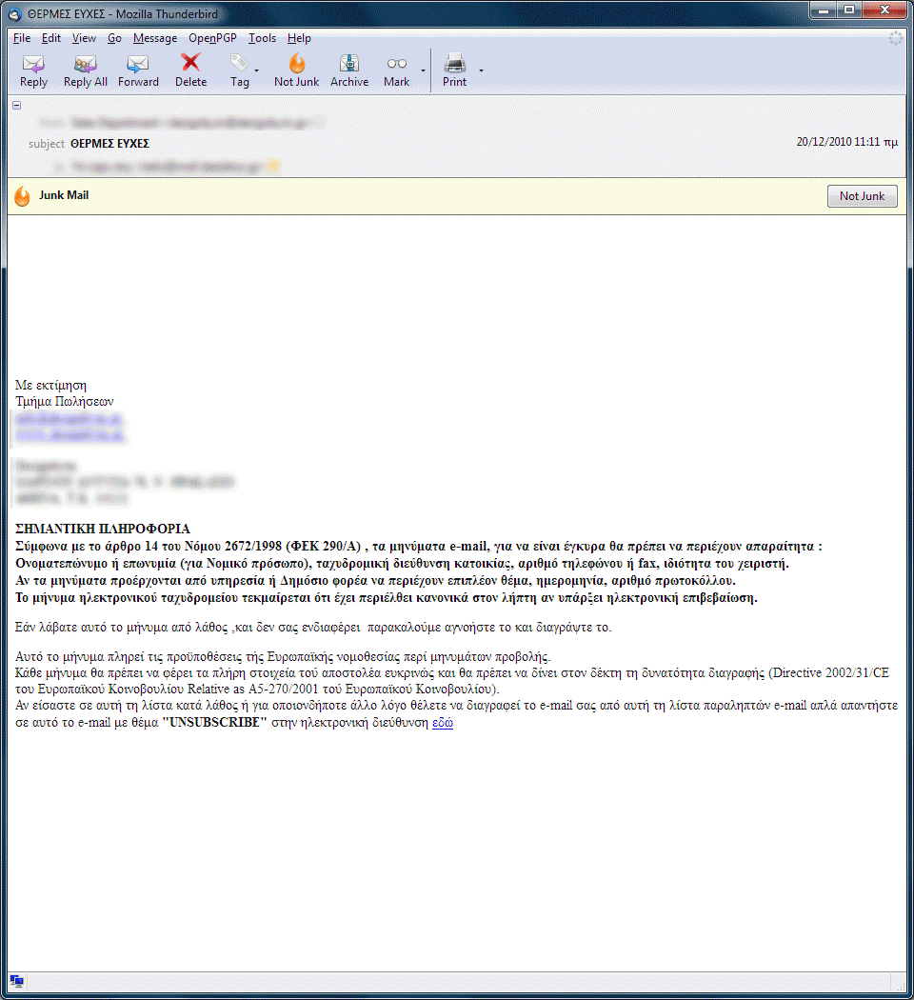 ΘΕΡΜΕΣ ΕΥΧΕΣ - Mozilla Thunderbird
File Edit View Go Message OpenPGP Tools Help
Reply Reply All Forward Delete Tag Not Junk Archive Mark Print
subject ΘΕΡΜΕΣ ΕΥΧΕΣ 20/12/2010 11:11 πμ
Junk Mail Not Junk
Με εκτίμηση
Τμήμα Πωλήσεων
ΣΗΜΑΝΤΙΚΗ ΠΛΗΡΟΦΟΡΙΑ
Σύμφωνα με το άρθρο 14 του Νόμου 2672/1998 (ΦΕΚ 290/Α) , τα μηνύματα e-mail, για να είναι έγκυρα θα πρέπει να περιέχουν απαραίτητα :
Ονοματεπώνυμο ή επωνυμία (για Νομικό πρόσωπο), ταχυδρομική διεύθυνση κατοικίας, αριθμό τηλεφώνου ή fax, ιδιότητα του χειριστή.
Αν τα μηνύματα προέρχονται από υπηρεσία ή Δημόσιο φορέα να περιέχουν επιπλέον θέμα, ημερομηνία, αριθμό πρωτοκόλλου.
Το μήνυμα ηλεκτρονικού ταχυδρομείου τεκμαίρεται ότι έχει περιέλθει κανονικά στον λήπτη αν υπάρξει ηλεκτρονική επιβεβαίωση.
Εάν λάβατε αυτό το μήνυμα από λάθος ,και δεν σας ενδιαφέρει παρακαλούμε αγνοήστε το και διαγράψτε το.
Αυτό το μήνυμα πληρεί τις προϋποθέσεις τής Ευρωπαϊκής νομοθεσίας περί μηνυμάτων προβολής.
Κάθε μήνυμα θα πρέπει να φέρει τα πλήρη στοιχεία τού αποστολέα ευκρινώς και θα πρέπει να δίνει στον δέκτη τη δυνατότητα διαγραφής (Directive 2002/31/CE
του Ευρωπαϊκού Κοινοβουλίου Relative as A5-270/2001 τού Ευρωπαϊκού Κοινοβουλίου).
Αν είσαστε σε αυτή τη λίστα κατά λάθος ή για οποιονδήποτε άλλο λόγο θέλετε να διαγραφεί το e-mail σας από αυτή τη λίστα παραληπτών e-mail απλά απαντήστε
σε αυτό το e-mail με θέμα "UNSUBSCRIBE" στην ηλεκτρονική διεύθυνση εδώ